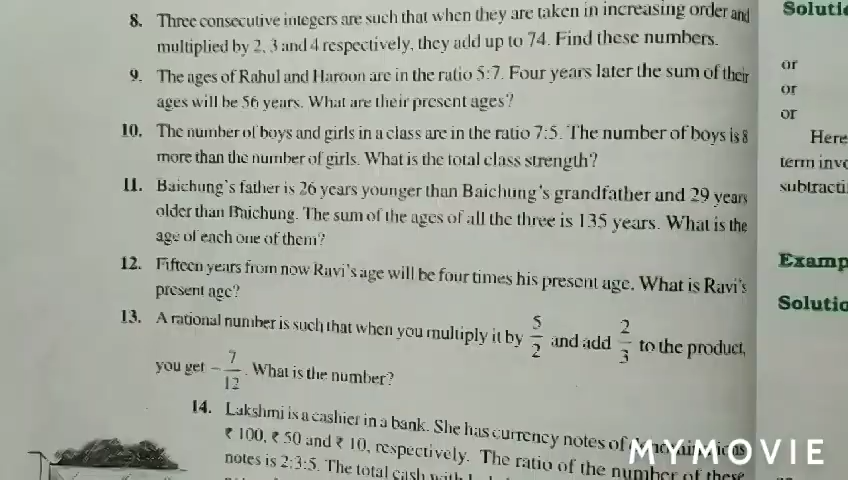 8. Three consecutive integers are such that when they are taken in increasing order and
multiplied by 2, 3 and 4 respectively, they add up to 74. Find these numbers.
9. The ages of Rahul and Haroon are in the ratio 5:7. Four years later the sum of their
ages will be 56 years. What are their present ages?
10. The number of boys and girls in a class are in the ratio 7:5. The number of boys is 8
more than the number of girls. What is the total class strength?
11. Baichung's father is 26 years younger than Baichung's grandfather and 29 years
older than Baichung. The sum of the ages of all the three is 135 years. What is the
age of each one of them?
12. Fifteen years from now Ravi's age will be four times his present age. What is Ravi's
present age?
13. A rational number is such that when you multiply it by 5/2 and add 2/3 to the product,
you get - 7/12. What is the number?
14. Lakshmi is a cashier in a bank. She has currency notes of
₹ 100, ₹ 50 and ₹ 10, respectively. The ratio of the number of these
notes is 2:3:5. The total cash with
Solutio
or
or
or
Here
term invo
subtracti
Examp
Solutio
MYMOVIE